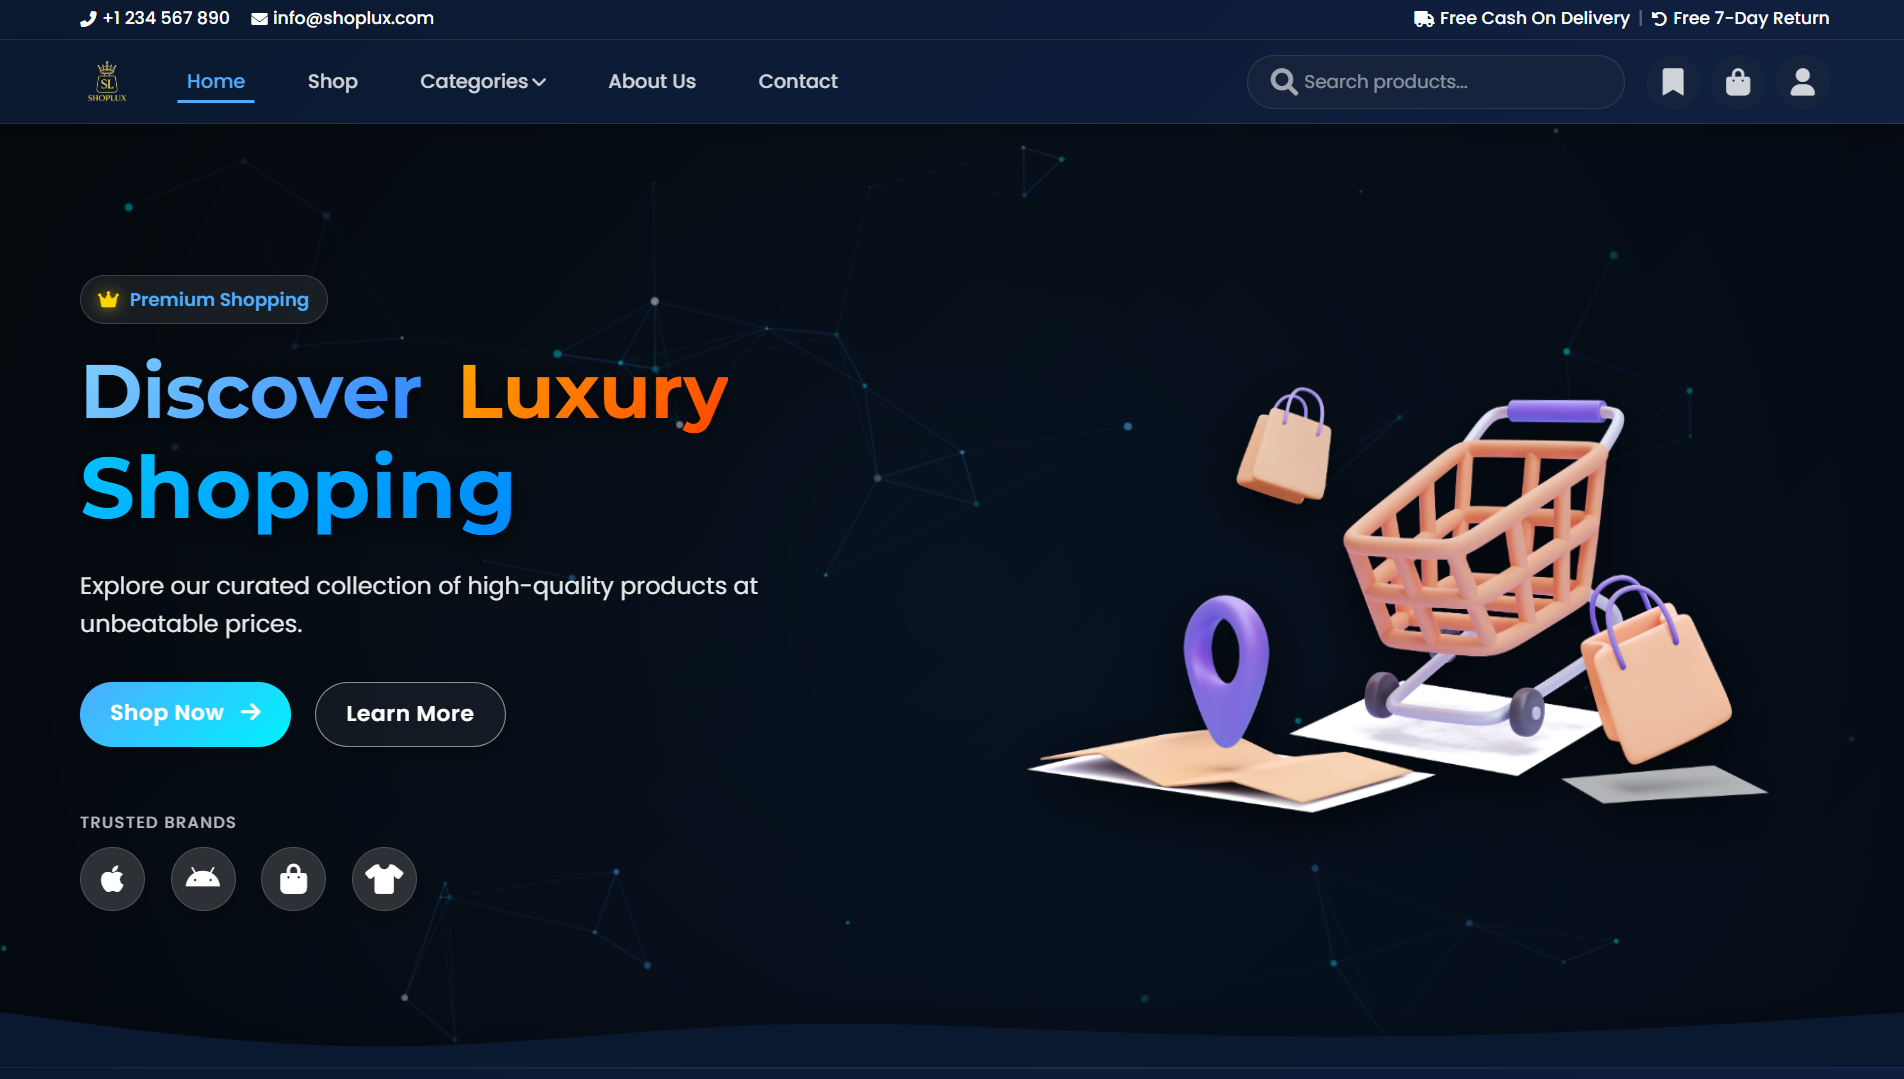 +1 234 567 890 info@shoplux.com Free Cash On Delivery | Free 7-Day Return
SL
SHOPLUX
Home Shop Categories About Us Contact Search products...
Premium Shopping
Discover Luxury
Shopping
Explore our curated collection of high-quality products at
unbeatable prices.
Shop Now Learn More
TRUSTED BRANDS